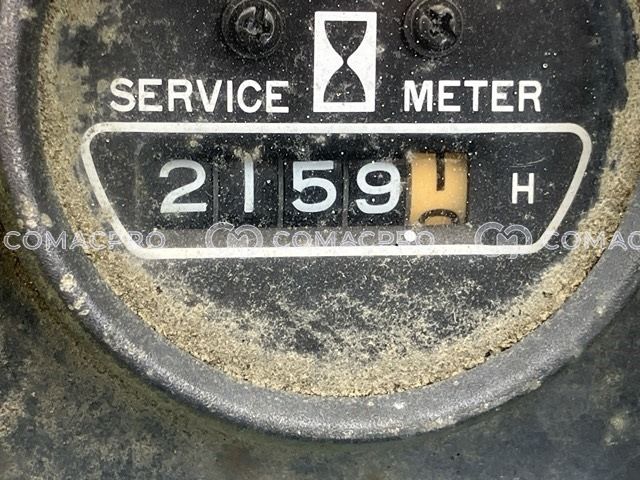 SERVICE METER
2159 H
COMACPRO COMACPRO COMACPRO